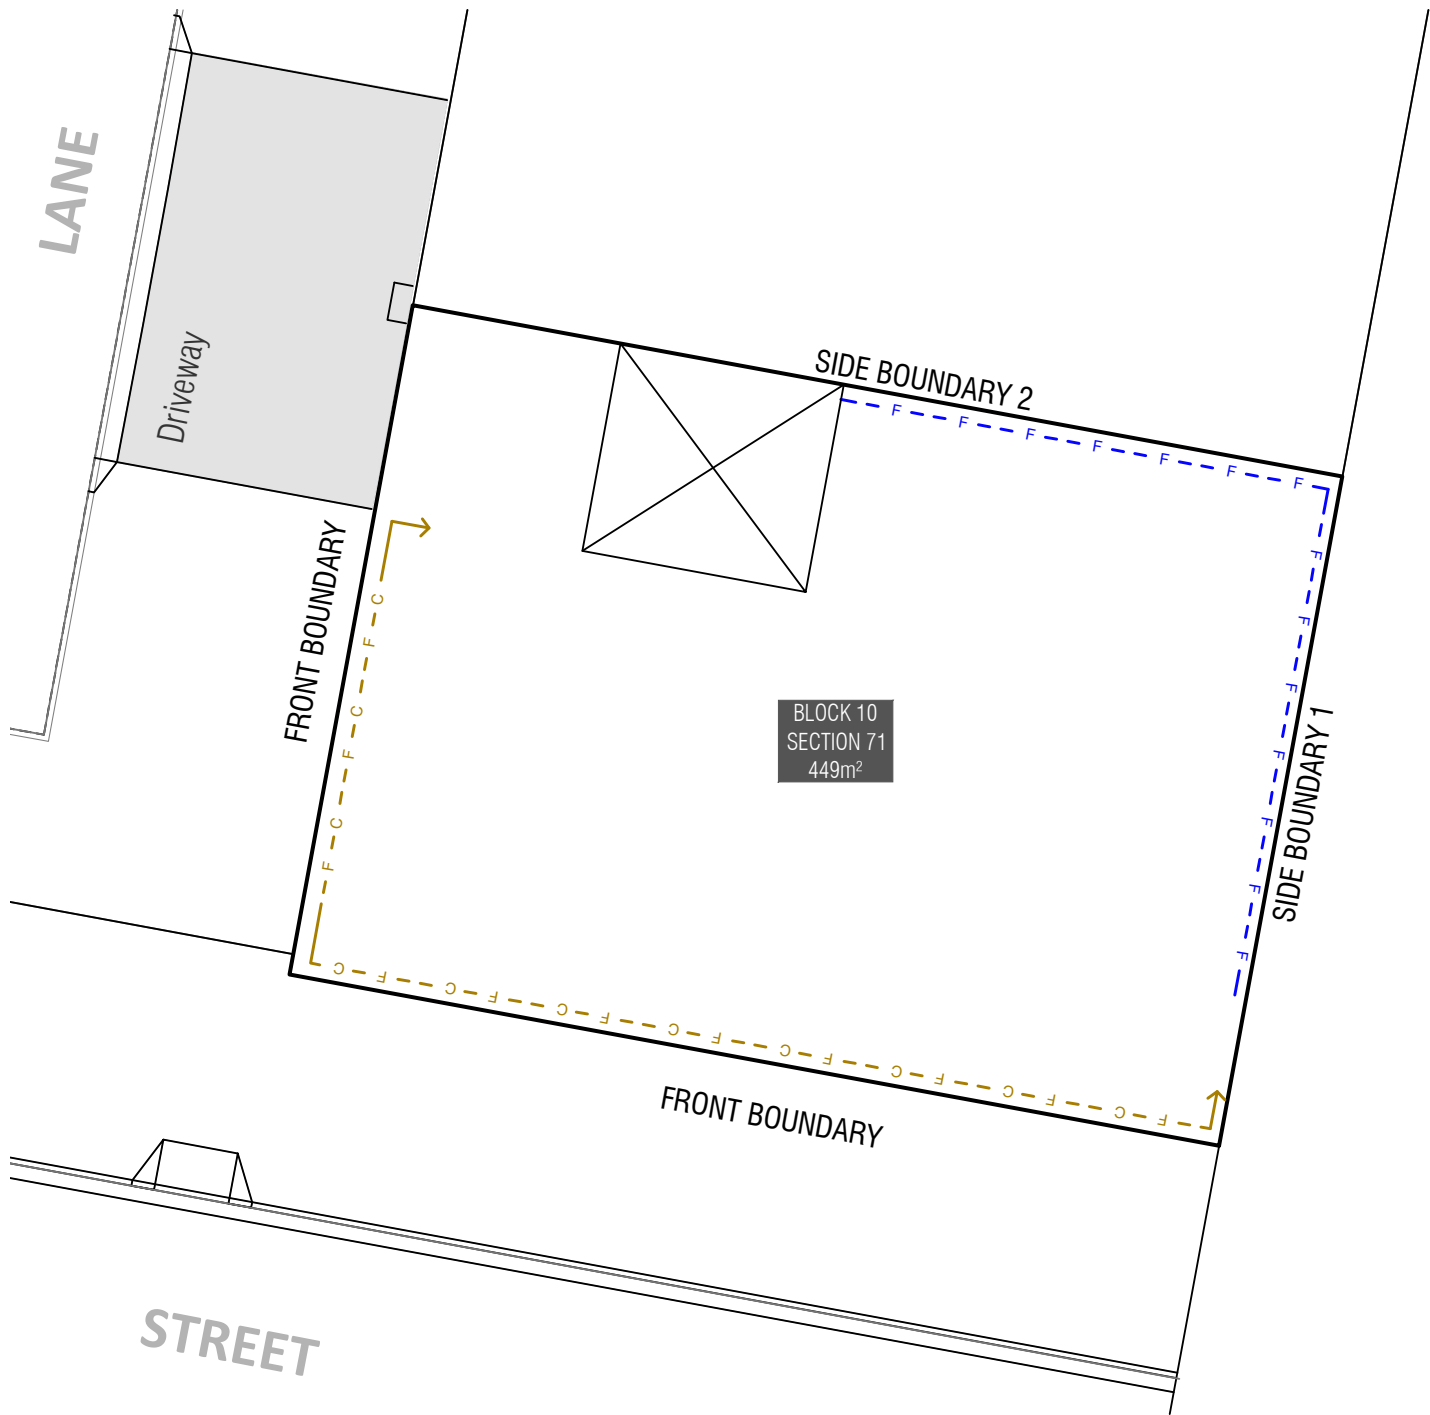 LANE
Driveway
SIDE BOUNDARY 2
F F F F F F F
FRONT BOUNDARY
C F C F C F
F F F F F F F
BLOCK 10
SECTION 71
449m²
SIDE BOUNDARY 1
C F C F C F C F C F C F C F C F
FRONT BOUNDARY
STREET